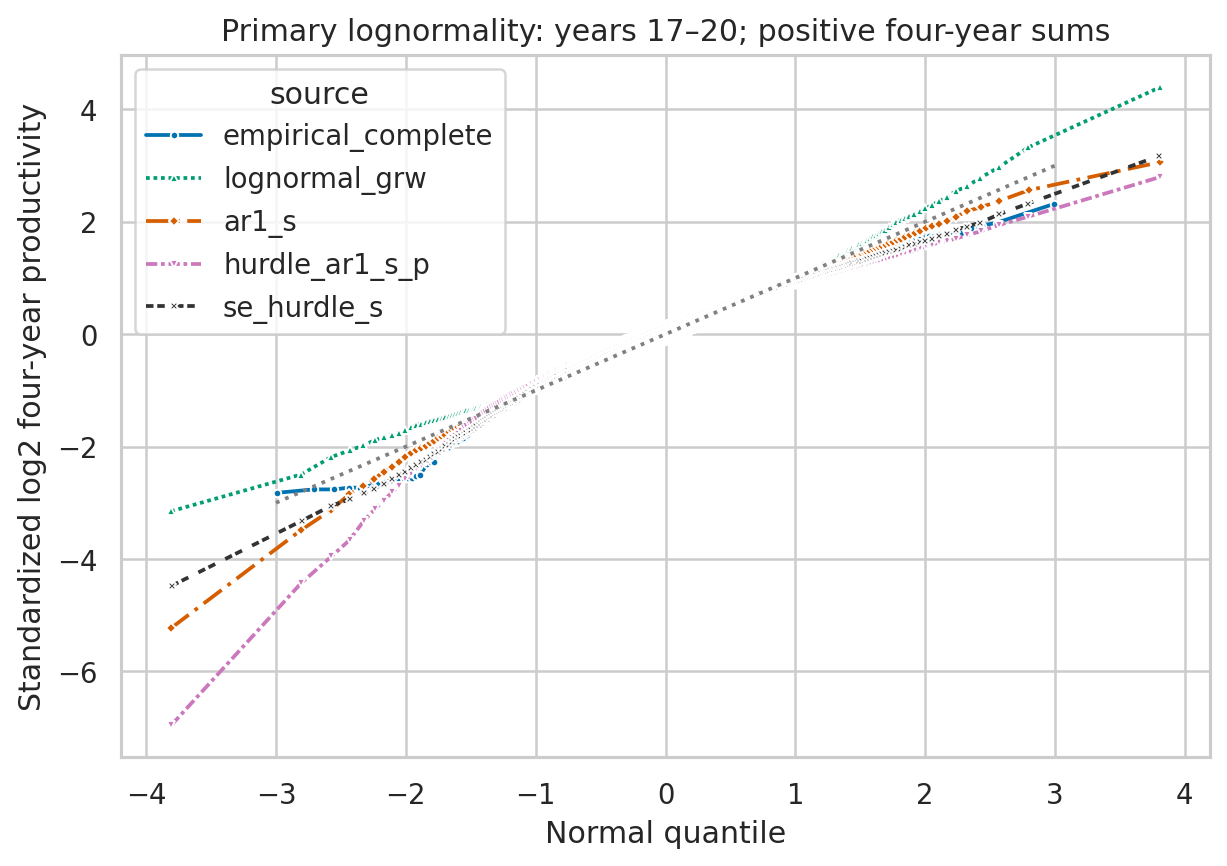 Primary lognormality: years 17–20; positive four-year sums
source
empirical_complete
lognormal_grw
ar1_s
hurdle_ar1_s_p
se_hurdle_s
Standardized log2 four-year productivity
4
2
0
−2
−4
−6
−4 −3 −2 −1 0 1 2 3 4
Normal quantile